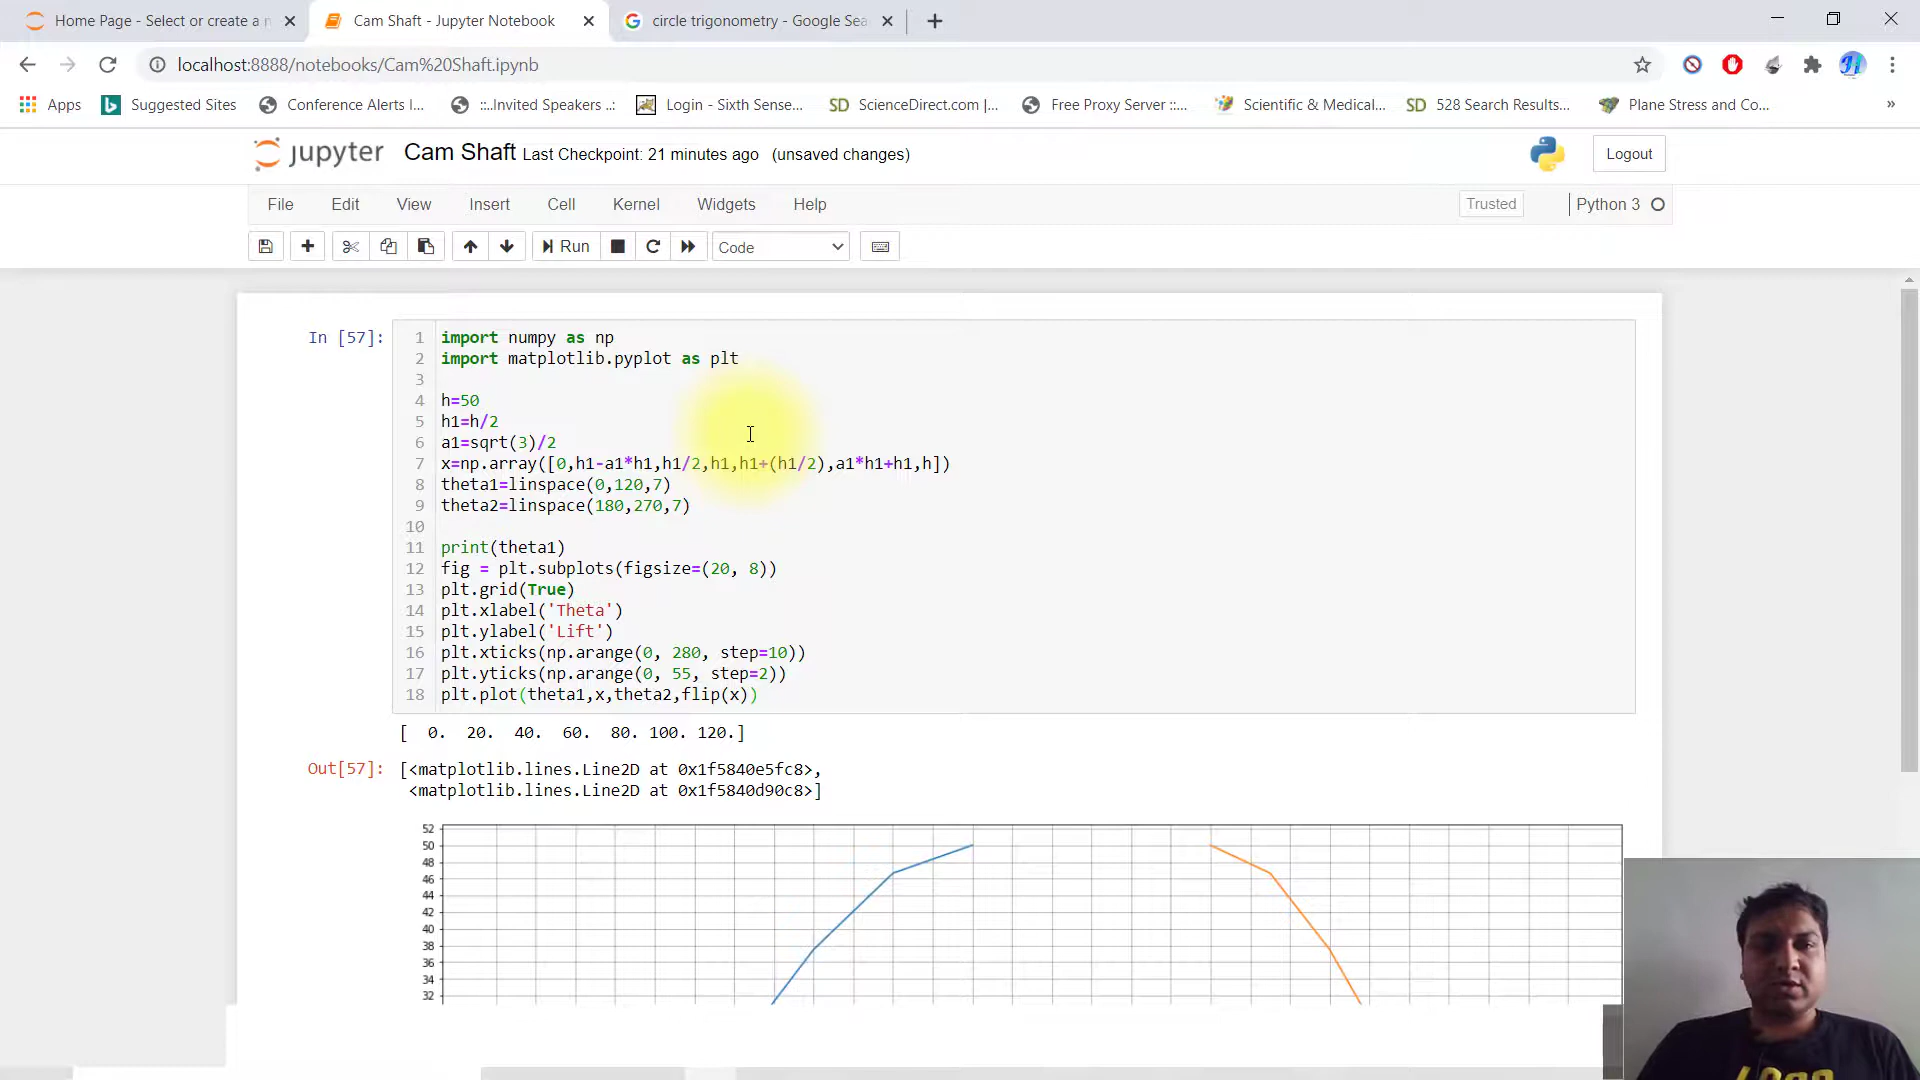 Home Page - Select or create a n
Cam Shaft - Jupyter Notebook
circle trigonometry - Google Sea
localhost:8888/notebooks/Cam%20Shaft.ipynb
Apps
Suggested Sites
Conference Alerts I...
::..Invited Speakers ..:
Login - Sixth Sense...
SD ScienceDirect.com |...
Free Proxy Server ::...
Scientific & Medical...
SD 528 Search Results...
Plane Stress and Co...
»
jupyter Cam Shaft Last Checkpoint: 21 minutes ago (unsaved changes)
Logout
File Edit View Insert Cell Kernel Widgets Help
Trusted
Python 3
Run
Code
In [57]:
1 import numpy as np
2 import matplotlib.pyplot as plt
3
4 h=50
5 h1=h/2
6 a1=sqrt(3)/2
7 x=np.array([0,h1-a1*h1,h1/2,h1,h1+(h1/2),a1*h1+h1,h])
8 theta1=linspace(0,120,7)
9 theta2=linspace(180,270,7)
10
11 print(theta1)
12 fig = plt.subplots(figsize=(20, 8))
13 plt.grid(True)
14 plt.xlabel('Theta')
15 plt.ylabel('Lift')
16 plt.xticks(np.arange(0, 280, step=10))
17 plt.yticks(np.arange(0, 55, step=2))
18 plt.plot(theta1,x,theta2,flip(x))
[ 0. 20. 40. 60. 80. 100. 120.]
Out[57]: [<matplotlib.lines.Line2D at 0x1f5840e5fc8>,
<matplotlib.lines.Line2D at 0x1f5840d90c8>]
52
50
48
46
44
42
40
38
36
34
32